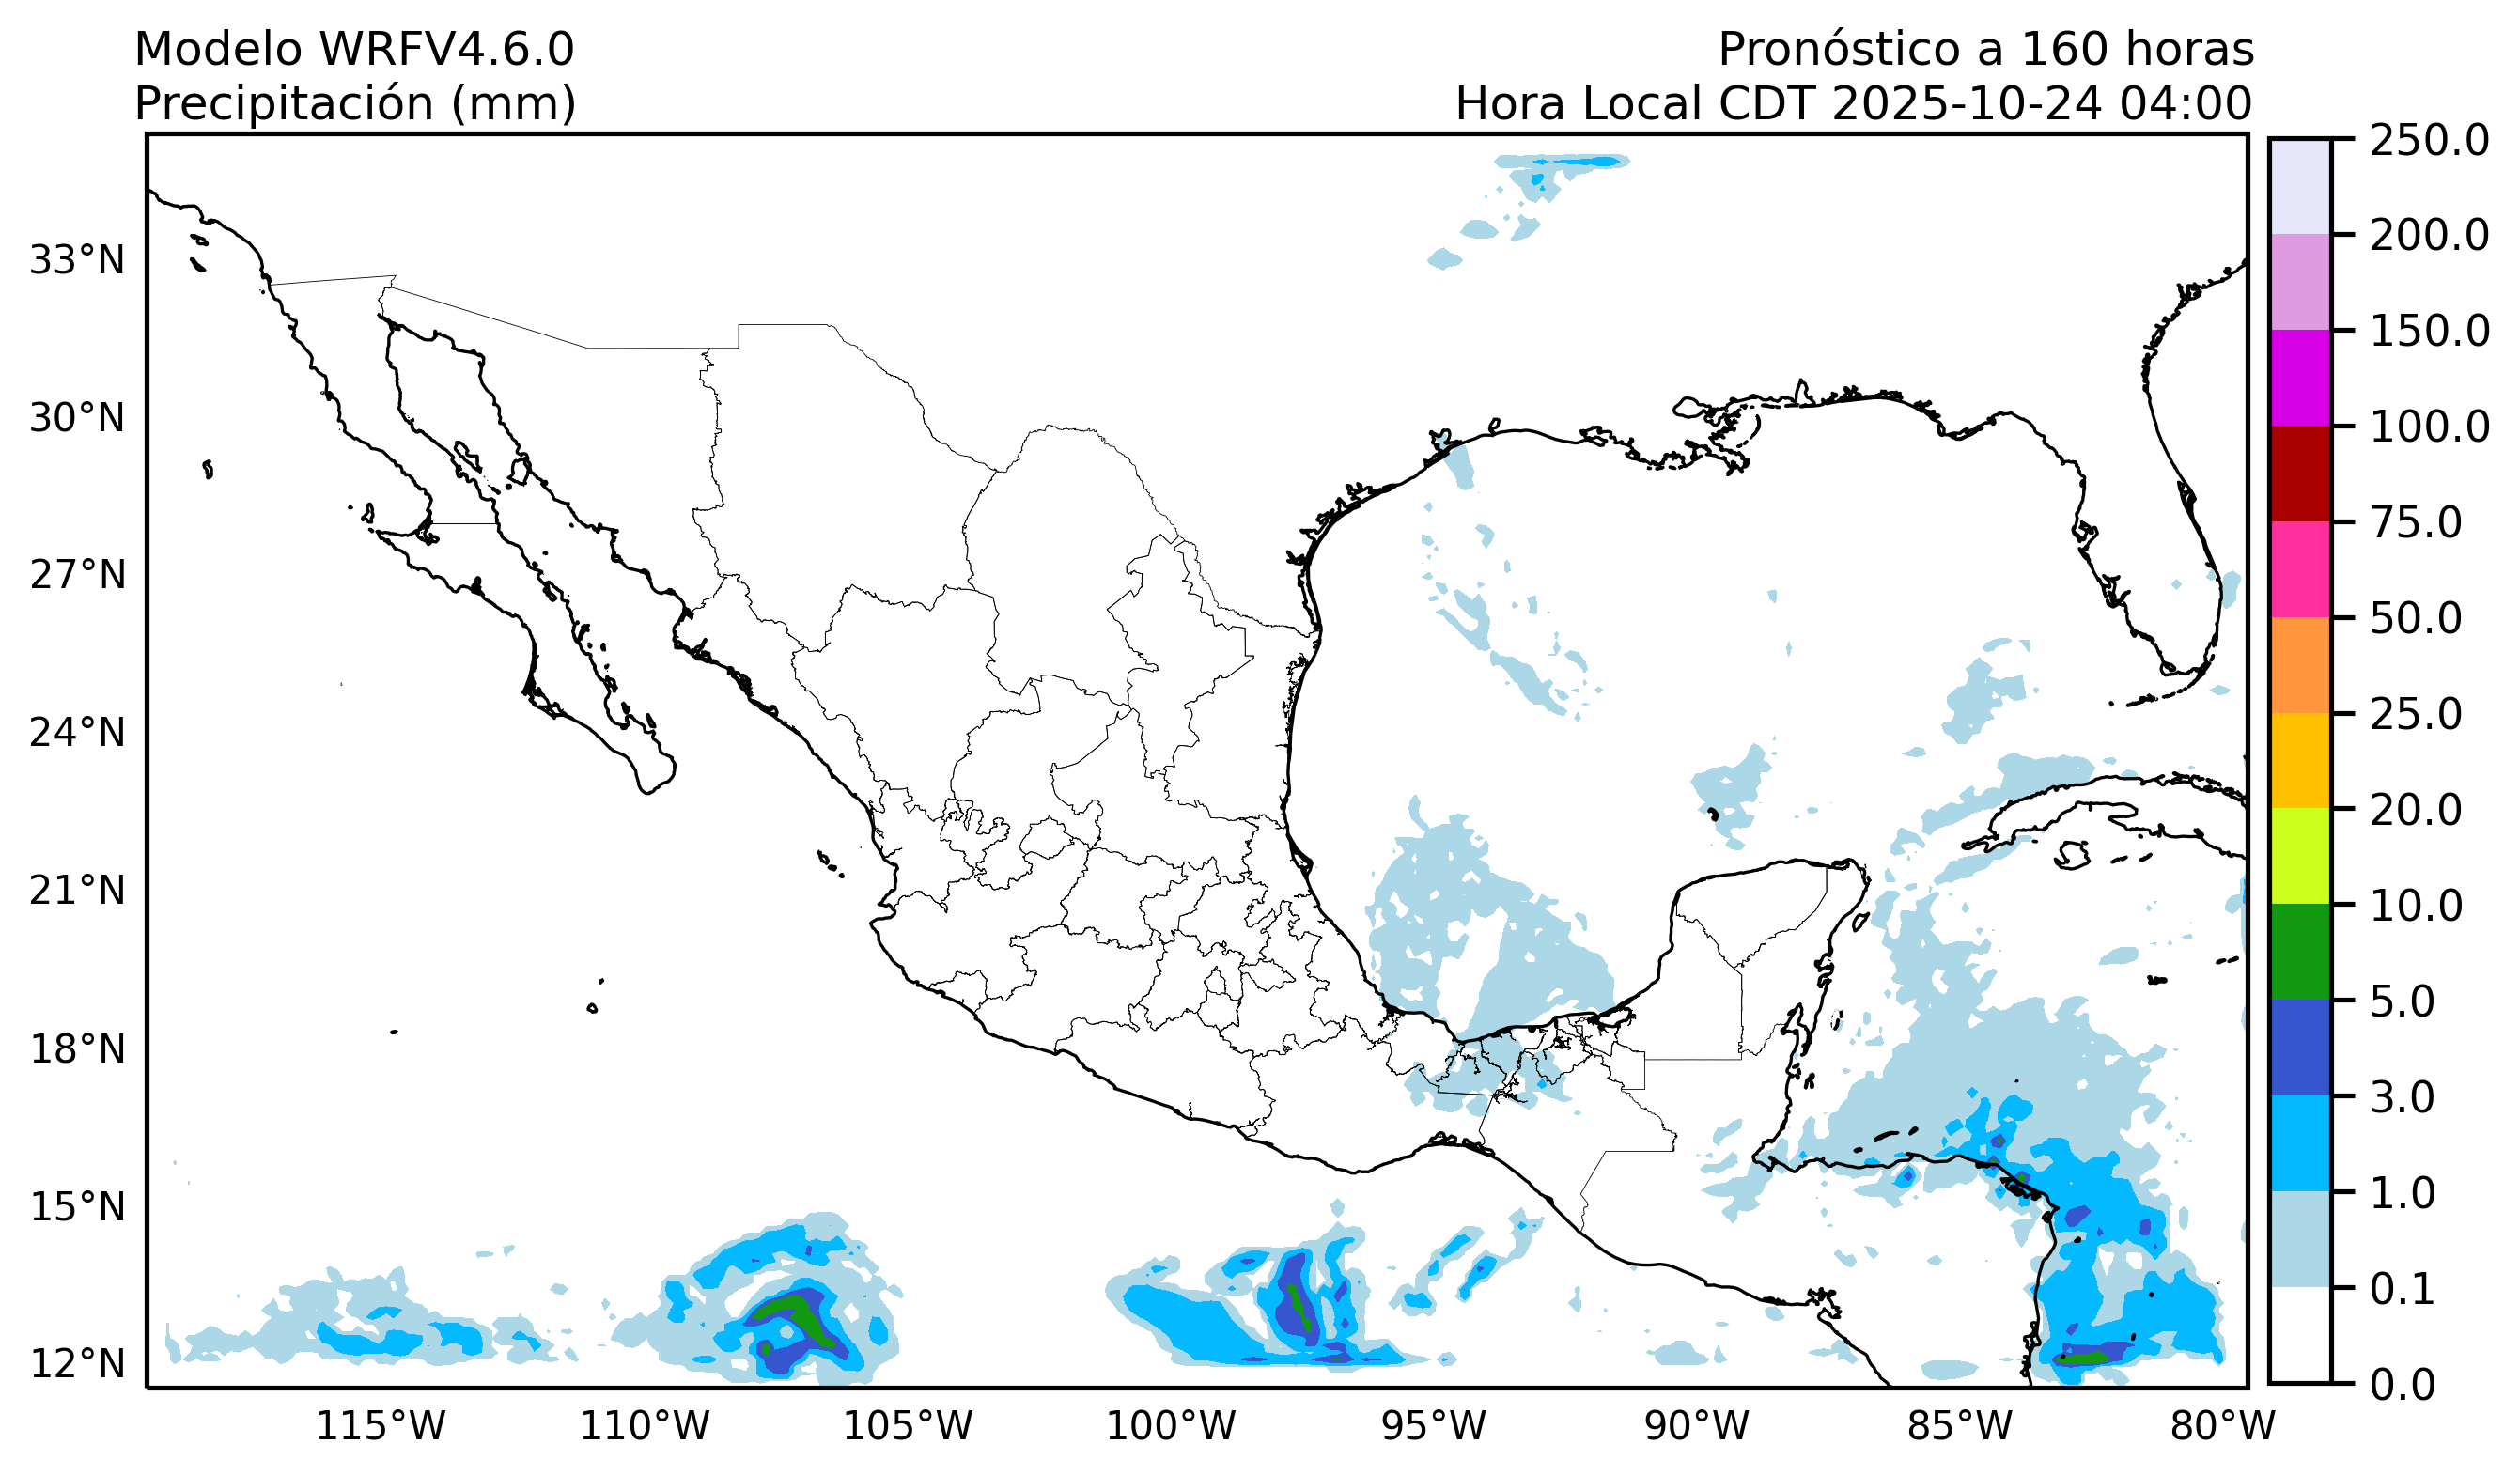 Modelo WRFV4.6.0
Precipitación (mm)
Pronóstico a 160 horas
Hora Local CDT 2025-10-24 04:00
33°N
30°N
27°N
24°N
21°N
18°N
15°N
12°N
115°W
110°W
105°W
100°W
95°W
90°W
85°W
80°W
250.0
200.0
150.0
100.0
75.0
50.0
25.0
20.0
10.0
5.0
3.0
1.0
0.1
0.0